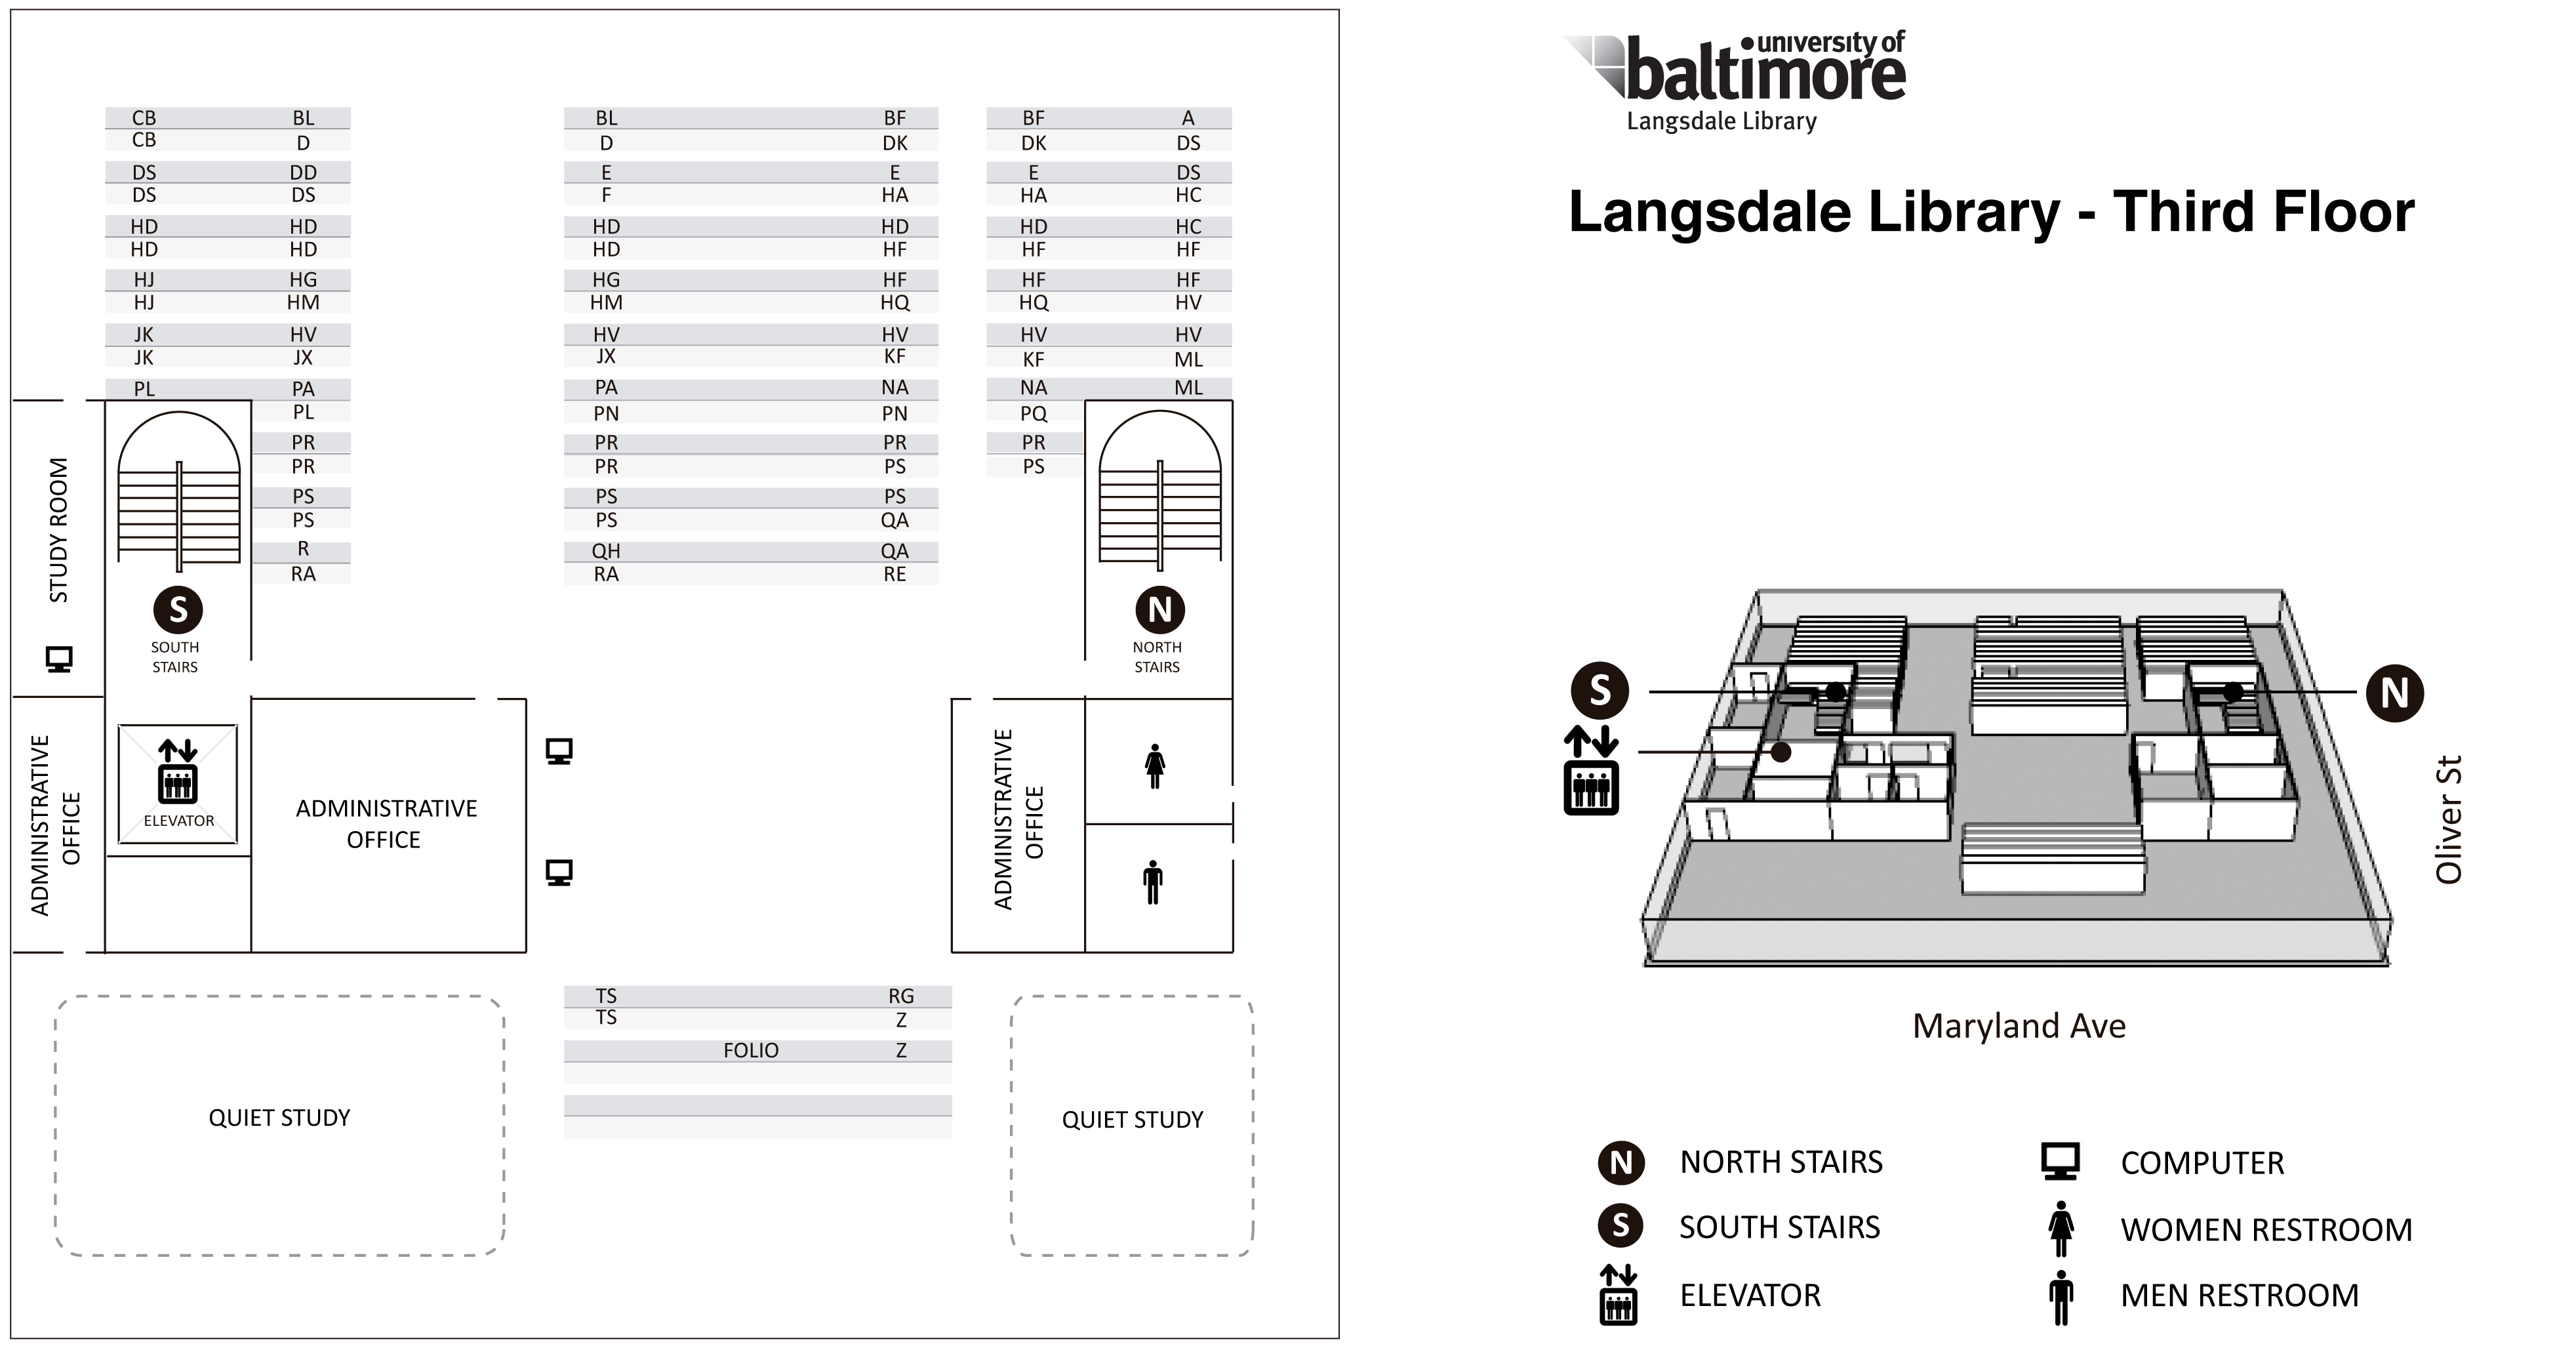 university of
baltimore
Langsdale Library
Langsdale Library - Third Floor
CB BL BL BF BF A
CB D D DK DK DS
DS DD E E E DS
DS DS F HA HA HC
HD HD HD HD HD HC
HD HD HD HF HF HF
HJ HG HG HF HF HF
HJ HM HM HQ HQ HV
JK HV HV HV HV HV
JK JX JX KF KF ML
PL PA PA NA NA ML
PL PN PN PQ
PR PR PR PR
PR PR PS PS
PS PS PS
PS PS QA
R QH QA
RA RA RE
STUDY ROOM
S
SOUTH
STAIRS
N
NORTH
STAIRS
ADMINISTRATIVE
OFFICE
ELEVATOR
ADMINISTRATIVE
OFFICE
ADMINISTRATIVE
OFFICE
TS RG
TS Z
FOLIO Z
QUIET STUDY
QUIET STUDY
S
N
Oliver St
Maryland Ave
N NORTH STAIRS
S SOUTH STAIRS
ELEVATOR
COMPUTER
WOMEN RESTROOM
MEN RESTROOM